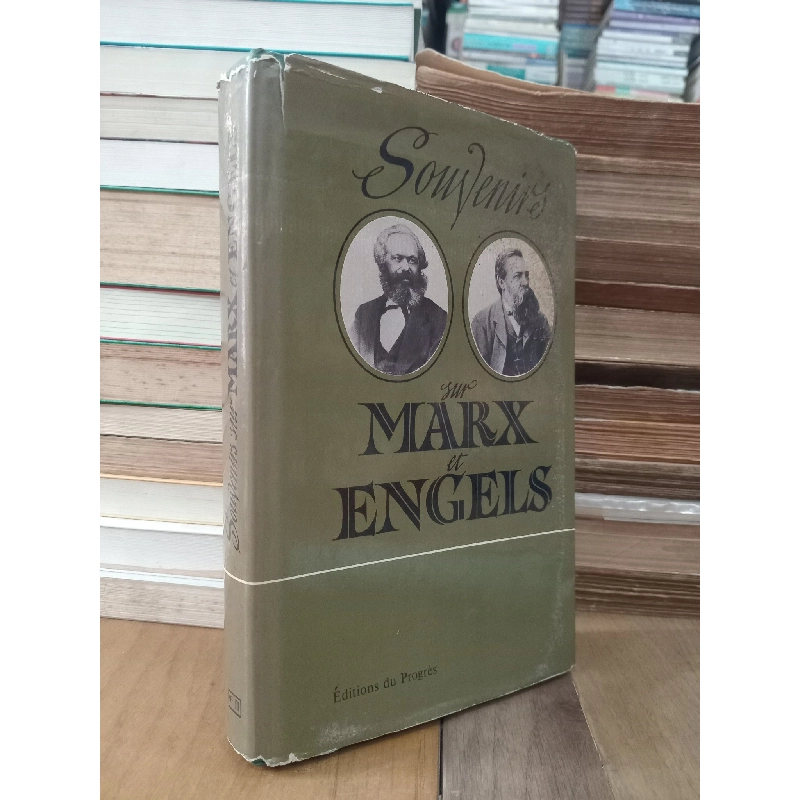 Souvenirs
sur
MARX
et
ENGELS
Éditions du Progrès
Souvenirs sur MARX et ENGELS